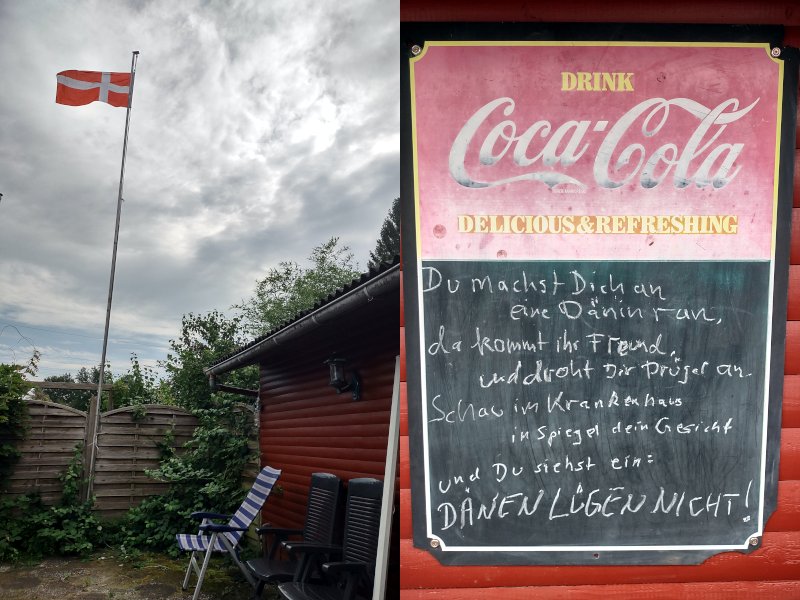 DRINK
Coca-Cola
DELICIOUS & REFRESHING
Du machst Dich an
eine Dänin ran,
da kommt ihr Freund,
und droht Dir Prügel an.
Schau im Krankenhaus
in Spiegel dein Gesicht
und Du siehst ein:
DÄNEN LÜGEN NICHT!